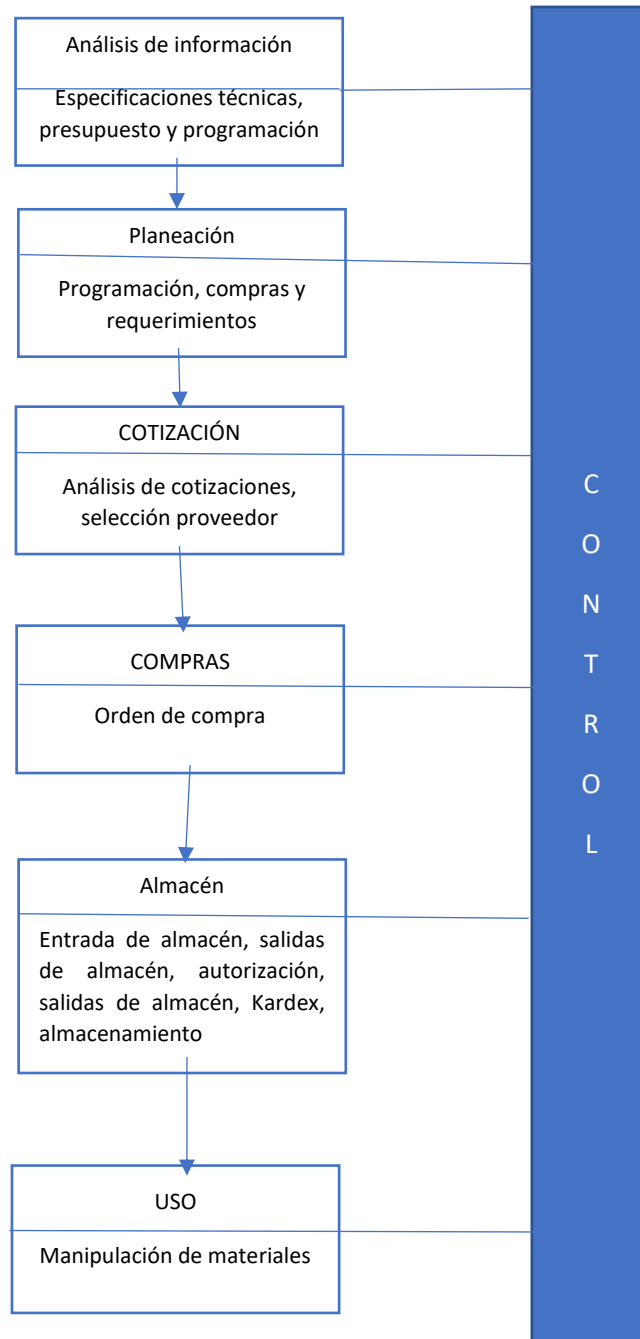 Análisis de información
Especificaciones técnicas,
presupuesto y programación
Planeación
Programación, compras y
requerimientos
COTIZACIÓN
Análisis de cotizaciones,
selección proveedor
COMPRAS
Orden de compra
Almacén
Entrada de almacén, salidas
de almacén, autorización,
salidas de almacén, Kardex,
almacenamiento
USO
Manipulación de materiales
C
O
N
T
R
O
L